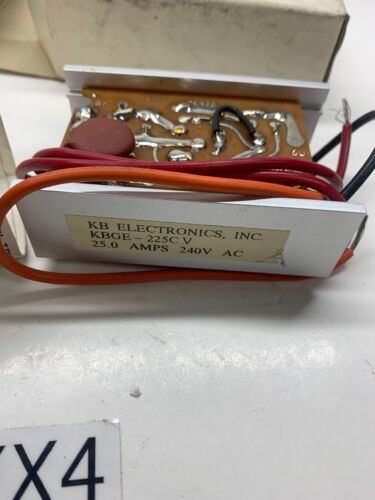 KB ELECTRONICS, INC.
KBGE - 225C V
25.0 AMPS 240V AC
X4